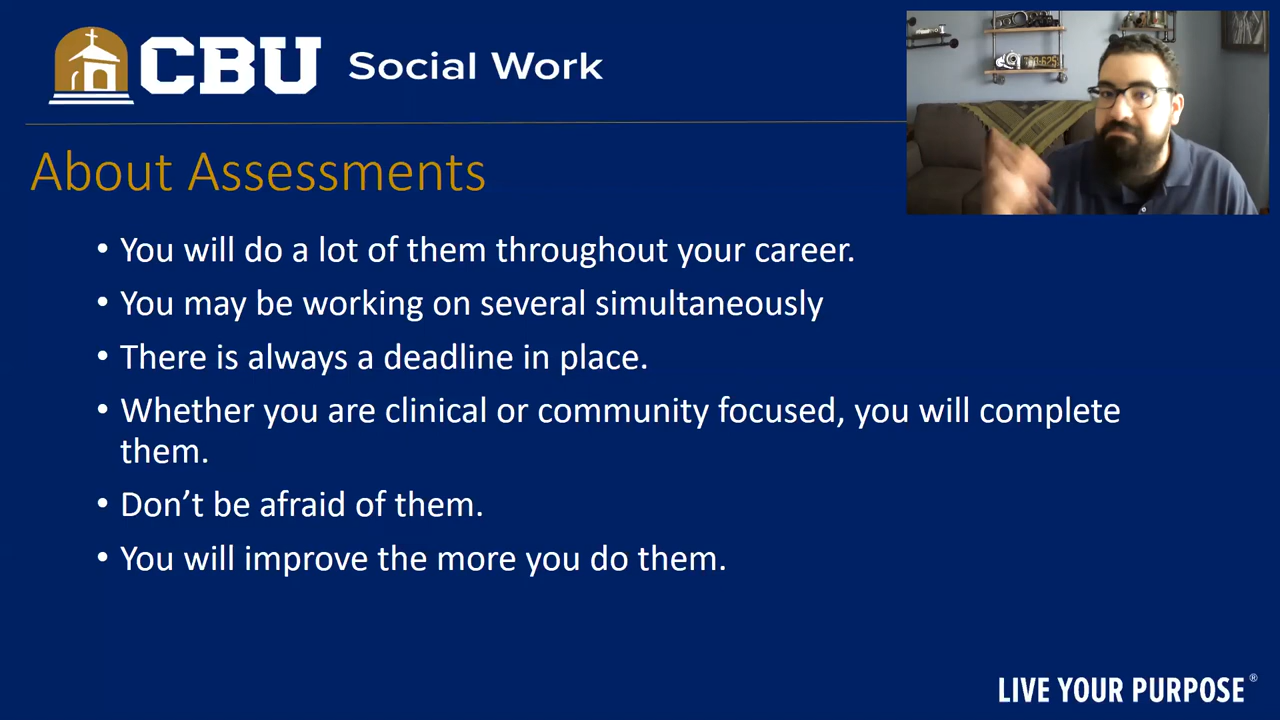 CBU Social Work
About Assessments
• You will do a lot of them throughout your career.
• You may be working on several simultaneously
• There is always a deadline in place.
• Whether you are clinical or community focused, you will complete
them.
• Don’t be afraid of them.
• You will improve the more you do them.
LIVE YOUR PURPOSE®